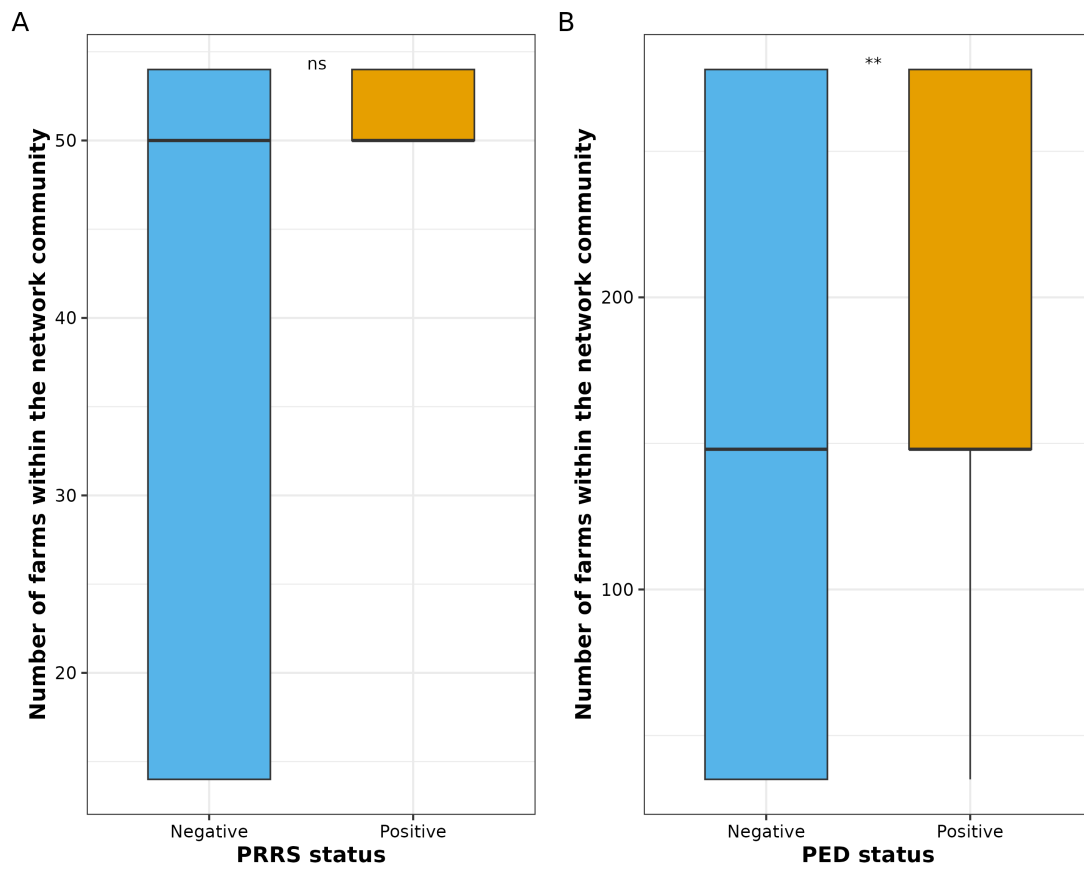 A
Number of farms within the network community
50
40
30
20
ns
Negative
Positive
PRRS status
B
Number of farms within the network community
200
100
**
Negative
Positive
PED status